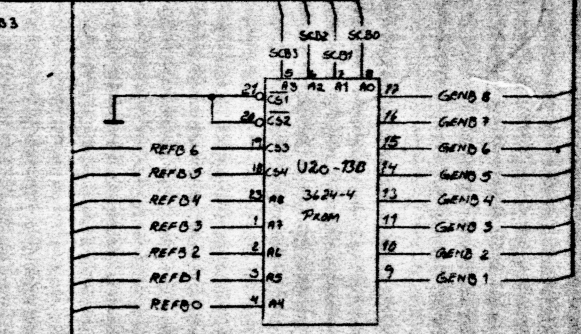 B3
SCB3 SCB2 SCB1 SCB0
5 6 7 8
A3 A2 A1 A0
21 CS1 17 GENB 8
20 CS2 16 GENB 7
REFB 6 19 CS3 15 GENB 6
REFB 5 18 CS4 U20-13B 14 GENB 5
REFB 4 23 A8 3624-4 13 GENB 4
REFB 3 1 A7 PROM 11 GENB 3
REFB 2 2 A6 10 GENB 2
REFB 1 3 A5 9 GENB 1
REFB 0 4 A4